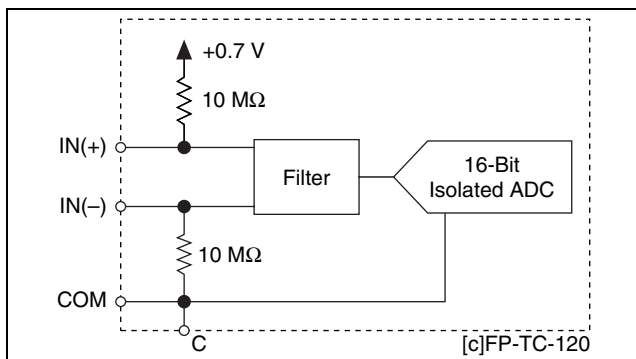 +0.7 V
10 MΩ
IN(+)
Filter
16-Bit
Isolated ADC
IN(–)
10 MΩ
COM
C
[c]FP-TC-120